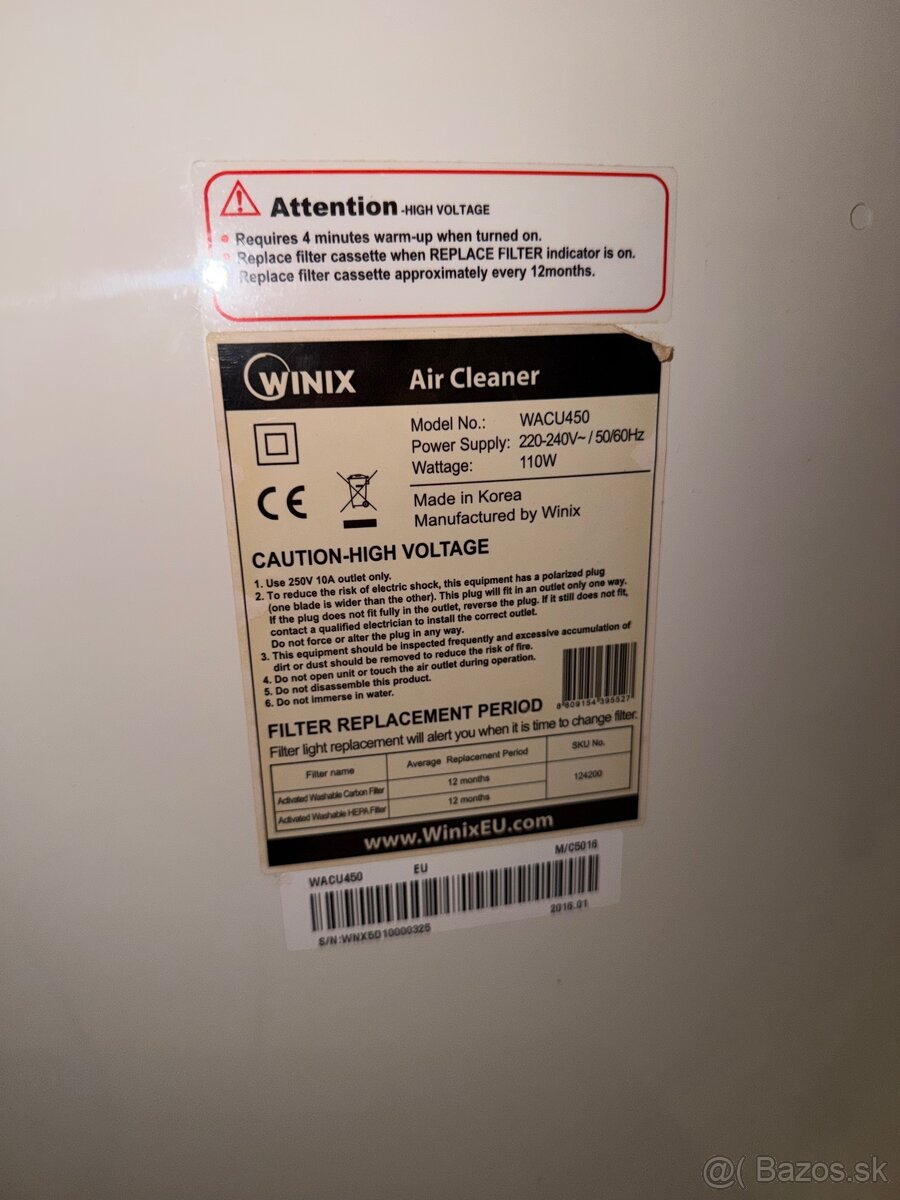 Attention -HIGH VOLTAGE
• Requires 4 minutes warm-up when turned on.
• Replace filter cassette when REPLACE FILTER indicator is on.
Replace filter cassette approximately every 12months.
WINIX Air Cleaner
Model No.: WACU450
Power Supply: 220-240V~ / 50/60Hz
Wattage: 110W
CE
Made in Korea
Manufactured by Winix
CAUTION-HIGH VOLTAGE
1. Use 250V 10A outlet only.
2. To reduce the risk of electric shock, this equipment has a polarized plug
(one blade is wider than the other). This plug will fit in an outlet only one way.
If the plug does not fit fully in the outlet, reverse the plug. If it still does not fit,
contact a qualified electrician to install the correct outlet.
Do not force or alter the plug in any way.
3. This equipment should be inspected frequently and excessive accumulation of
dirt or dust should be removed to reduce the risk of fire.
4. Do not open unit or touch the air outlet during operation.
5. Do not disassemble this product.
6. Do not immerse in water.
8 809154 395527
FILTER REPLACEMENT PERIOD
Filter light replacement will alert you when it is time to change filter.
Filter name Average Replacement Period SKU No.
Activated Washable Carbon Filter 12 months 124200
Activated Washable HEPA Filter 12 months
www.WinixEU.com
WACU450 EU M/C5016
S/N:WNX5D10000325 2016.01
@( Bazos.sk